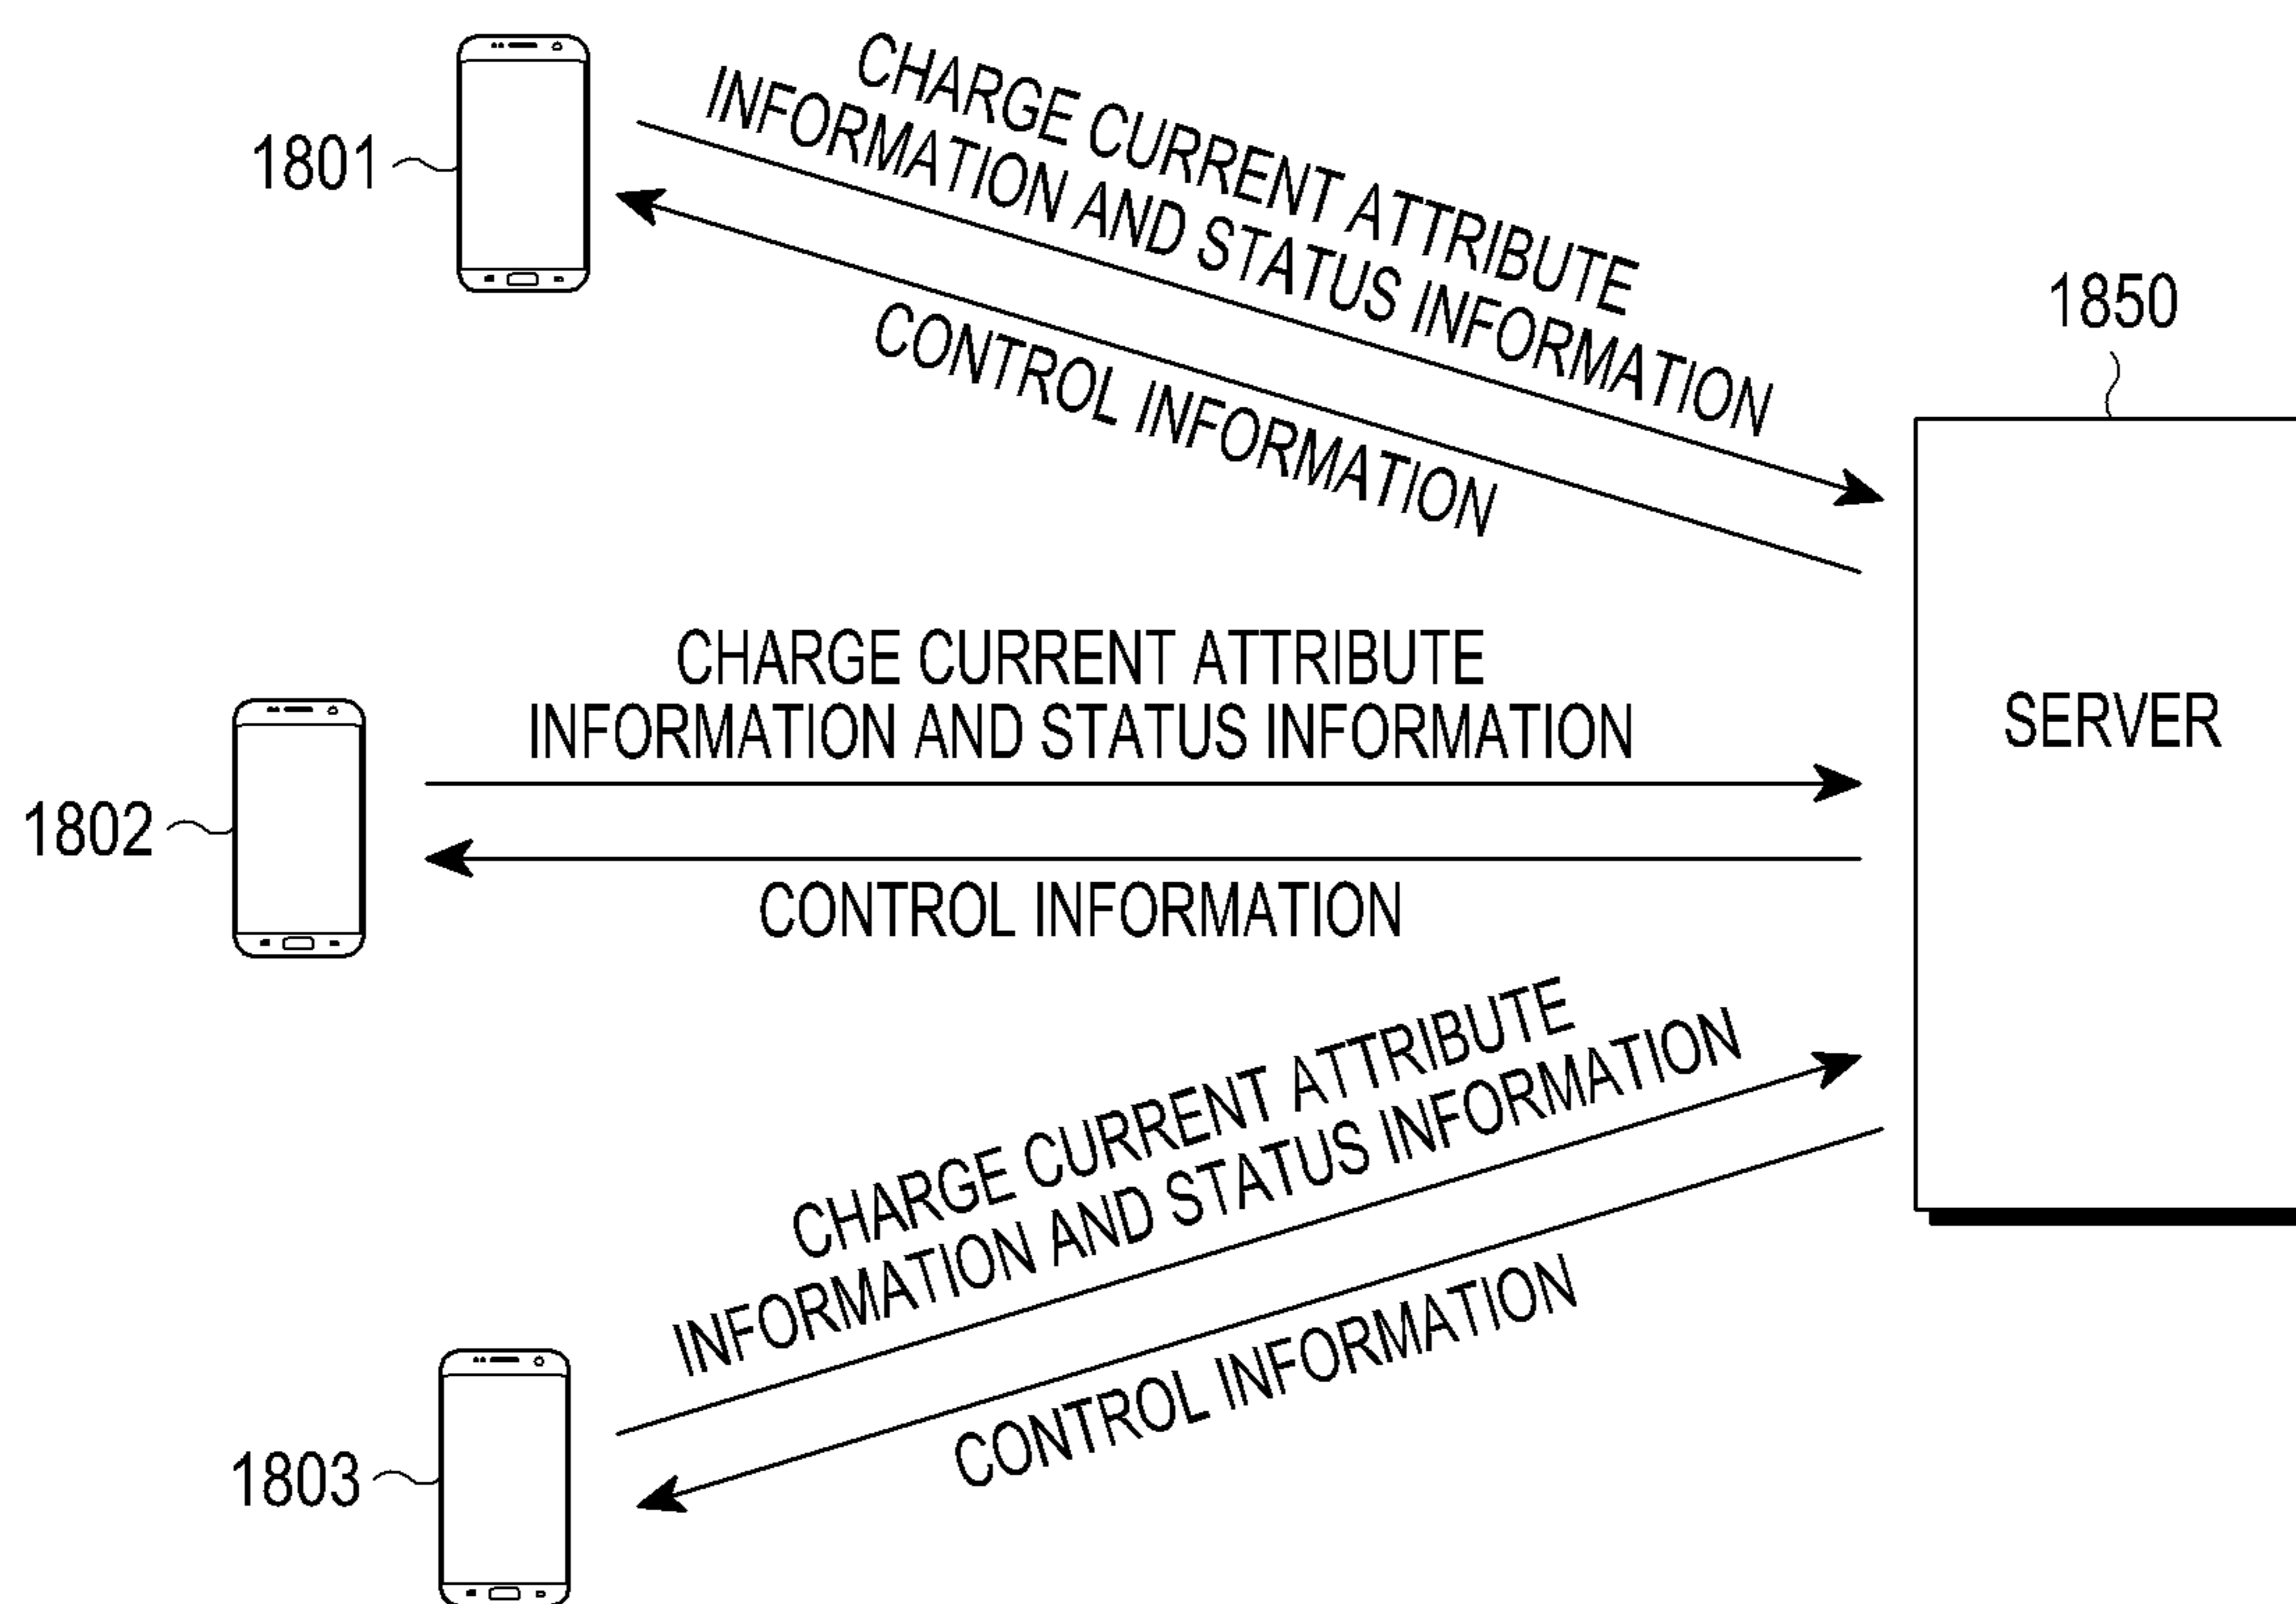 1801
CHARGE CURRENT ATTRIBUTE
INFORMATION AND STATUS INFORMATION
CONTROL INFORMATION
1850
SERVER
1802
CHARGE CURRENT ATTRIBUTE
INFORMATION AND STATUS INFORMATION
CONTROL INFORMATION
1803
CHARGE CURRENT ATTRIBUTE
INFORMATION AND STATUS INFORMATION
CONTROL INFORMATION